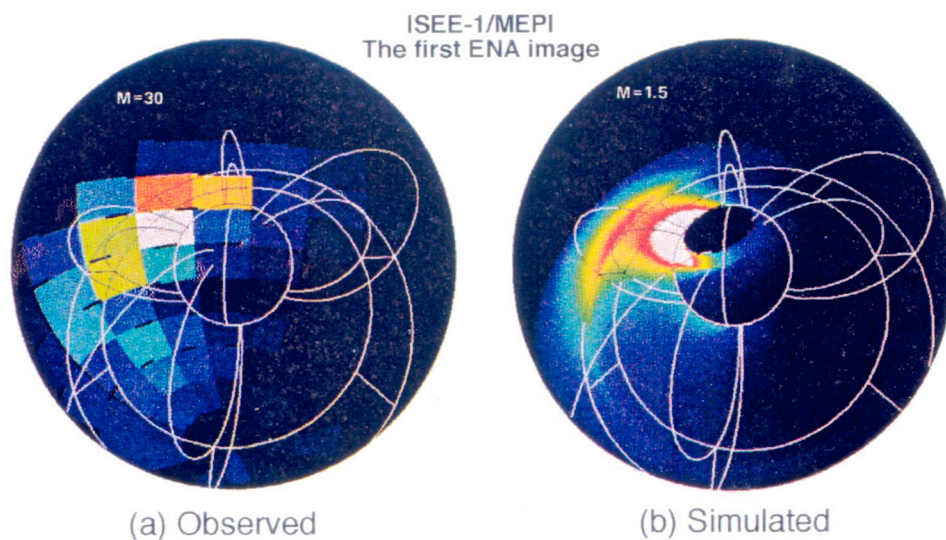 ISEE-1/MEPI
The first ENA image
M=30
M=1.5
(a) Observed
(b) Simulated